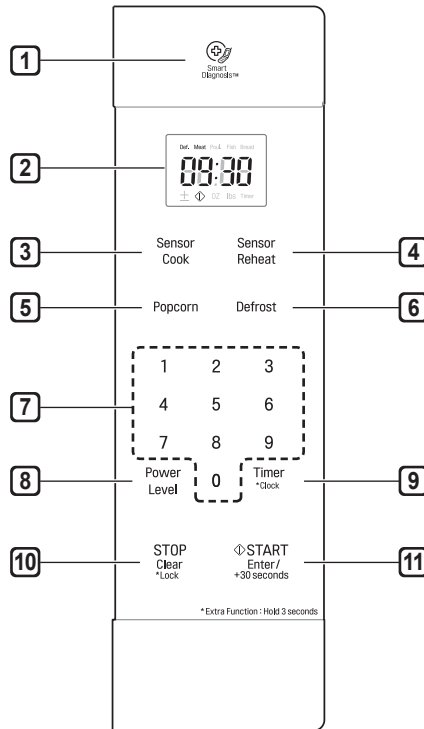 1
Smart
Diagnosis™
2
Def. Meat Poul. Fish Bread
09:30
± OZ lbs Timer
3
Sensor
Cook
Sensor
Reheat
4
5
Popcorn
Defrost
6
1 2 3
7
4 5 6
7 8 9
8
Power
Level
0
Timer
*Clock
9
10
STOP
Clear
*Lock
START
Enter/
+30 seconds
11
*Extra Function : Hold 3 seconds